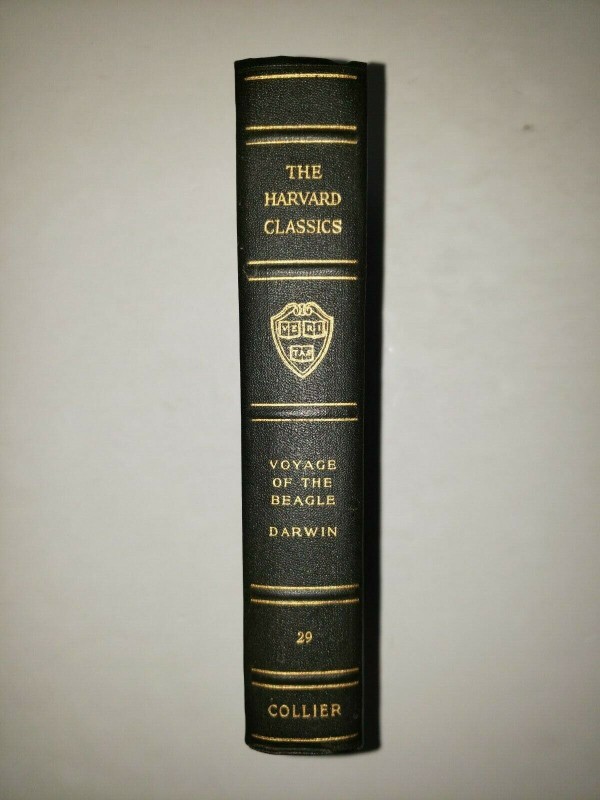 THE
HARVARD
CLASSICS
VE RI
TAS
VOYAGE
OF THE
BEAGLE
DARWIN
29
COLLIER